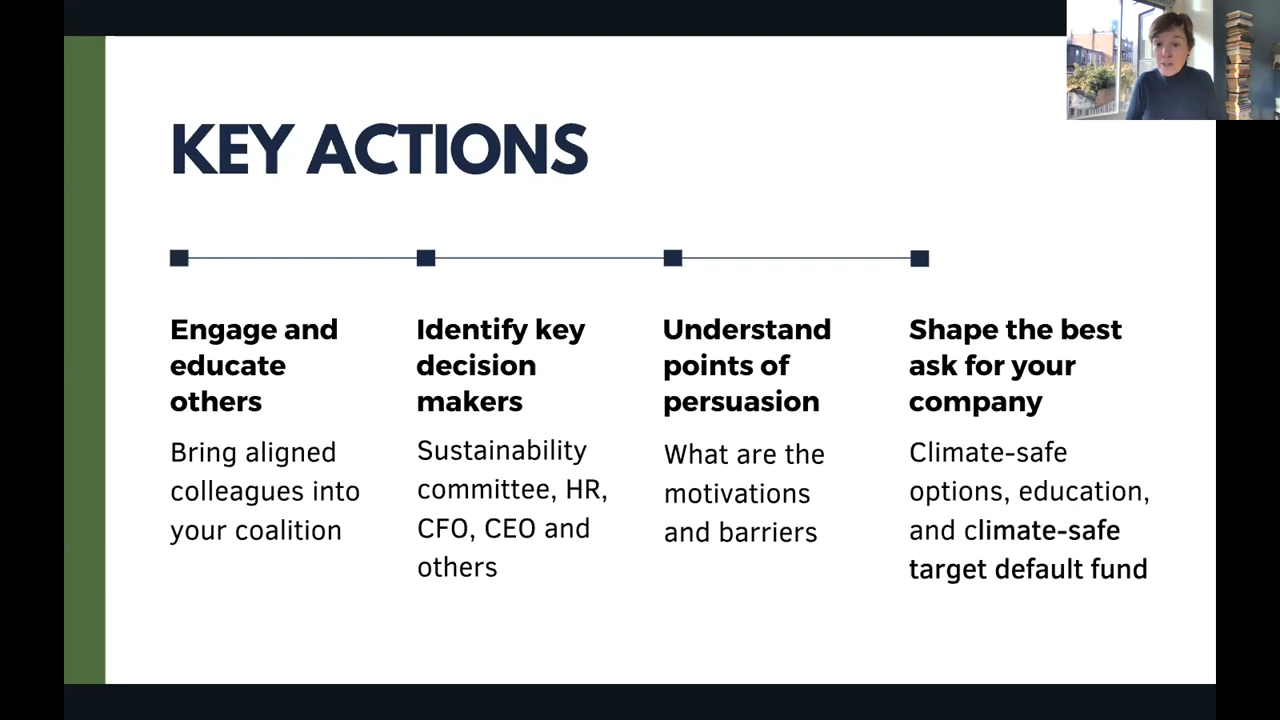 KEY ACTIONS
Engage and
educate
others
Bring aligned
colleagues into
your coalition
Identify key
decision
makers
Sustainability
committee, HR,
CFO, CEO and
others
Understand
points of
persuasion
What are the
motivations
and barriers
Shape the best
ask for your
company
Climate-safe
options, education,
and climate-safe
target default fund